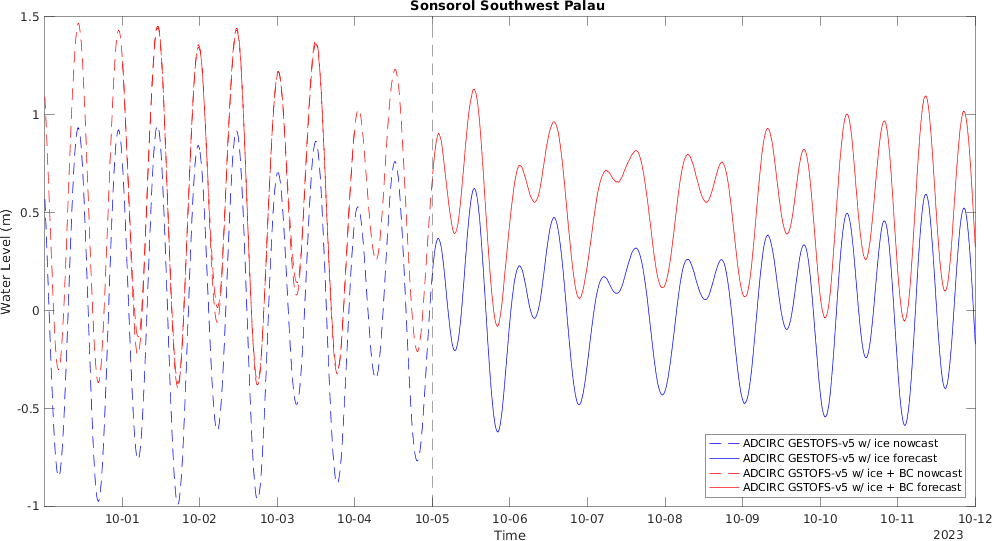 Sonsorol Southwest Palau
1.5
1
0.5
0
-0.5
-1
Water Level (m)
ADCIRC GESTOFS-v5 w/ ice nowcast
ADCIRC GESTOFS-v5 w/ ice forecast
ADCIRC GSTOFS-v5 w/ ice + BC nowcast
ADCIRC GSTOFS-v5 w/ ice + BC forecast
10-01 10-02 10-03 10-04 10-05 10-06 10-07 10-08 10-09 10-10 10-11 10-12
Time
2023